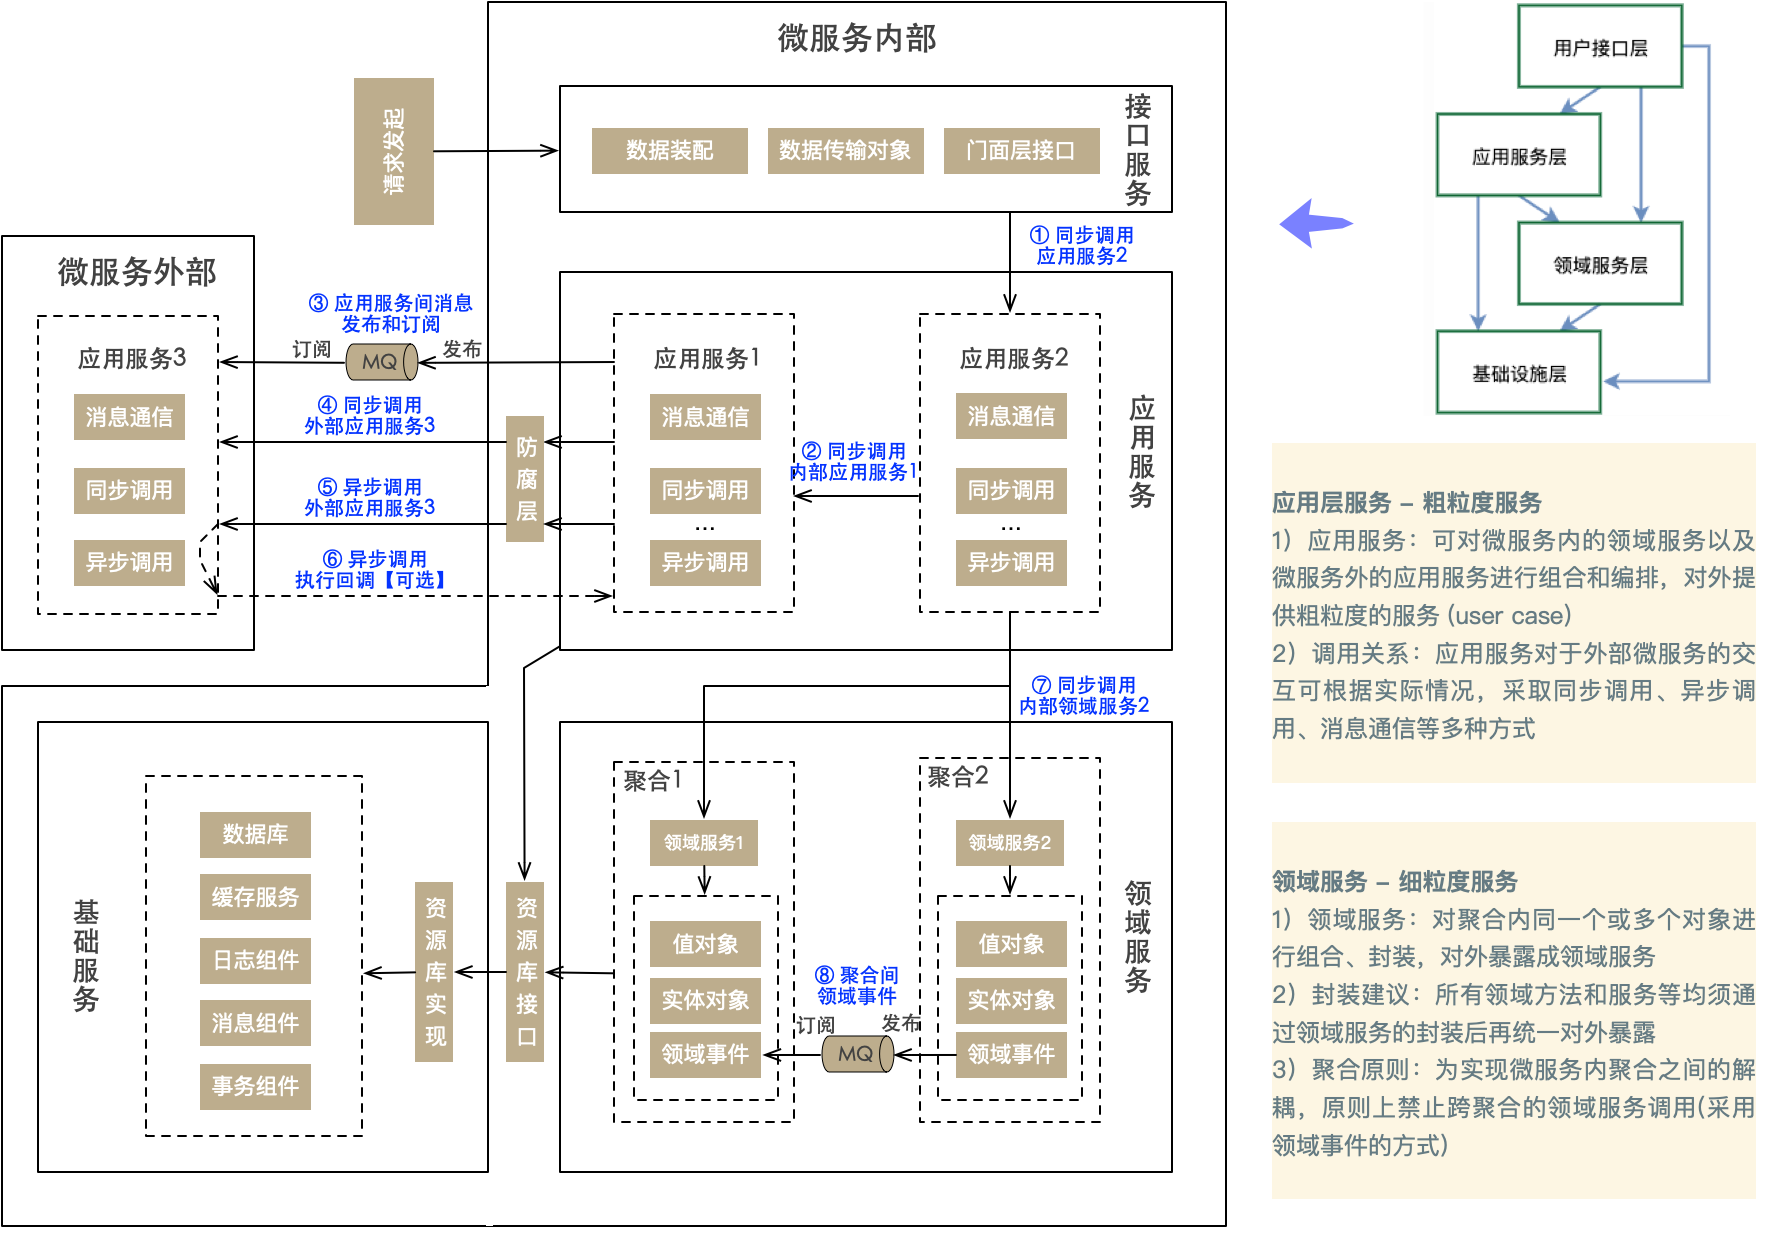 微服务内部
请求发起
数据装配
数据传输对象
门面层接口
接口服务
① 同步调用
应用服务2
微服务外部
应用服务3
消息通信
同步调用
异步调用
③ 应用服务间消息
发布和订阅
订阅
MQ
发布
④ 同步调用
外部应用服务3
⑤ 异步调用
外部应用服务3
⑥ 异步调用
执行回调【可选】
防腐层
应用服务1
消息通信
同步调用
...
异步调用
② 同步调用
内部应用服务1
应用服务2
消息通信
同步调用
...
异步调用
应用服务
⑦ 同步调用
内部领域服务2
基础服务
数据库
缓存服务
日志组件
消息组件
事务组件
资源库实现
资源库接口
聚合1
领域服务1
值对象
实体对象
领域事件
⑧ 聚合间
领域事件
订阅
MQ
发布
聚合2
领域服务2
值对象
实体对象
领域事件
领域服务
用户接口层
应用服务层
领域服务层
基础设施层
应用层服务 – 粗粒度服务
1）应用服务：可对微服务内的领域服务以及
微服务外的应用服务进行组合和编排，对外提
供粗粒度的服务 (user case)
2）调用关系：应用服务对于外部微服务的交
互可根据实际情况，采取同步调用、异步调
用、消息通信等多种方式
领域服务 – 细粒度服务
1）领域服务：对聚合内同一个或多个对象进
行组合、封装，对外暴露成领域服务
2）封装建议：所有领域方法和服务等均须通
过领域服务的封装后再统一对外暴露
3）聚合原则：为实现微服务内聚合之间的解
耦，原则上禁止跨聚合的领域服务调用(采用
领域事件的方式)